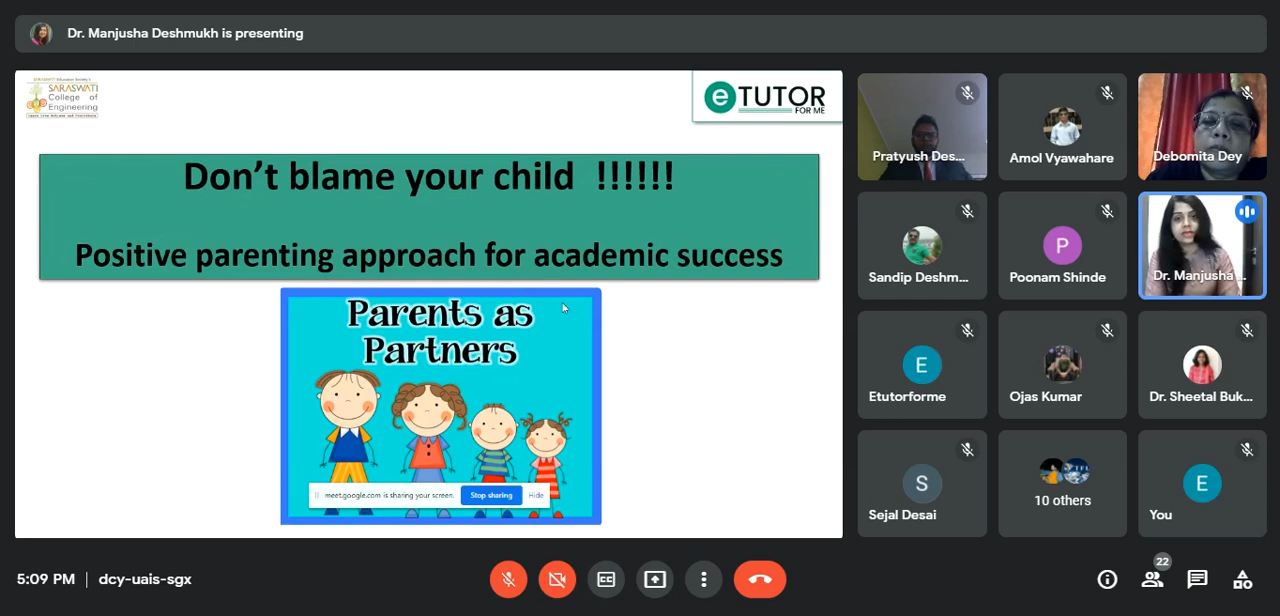 Dr. Manjusha Deshmukh is presenting
SARASWATI
College of
Engineering
e TUTOR
FOR ME
Don't blame your child !!!!!!
Positive parenting approach for academic success
Parents as
Partners
meet.google.com is sharing your screen.
Stop sharing
Hide
Pratyush Des...
Amol Vyawahare
Debomita Dey
Sandip Deshm...
P
Poonam Shinde
Dr. Manjusha ...
E
Etutorforme
Ojas Kumar
Dr. Sheetal Buk...
S
Sejal Desai
10 others
E
You
5:09 PM | dcy-uais-sgx
CC
22